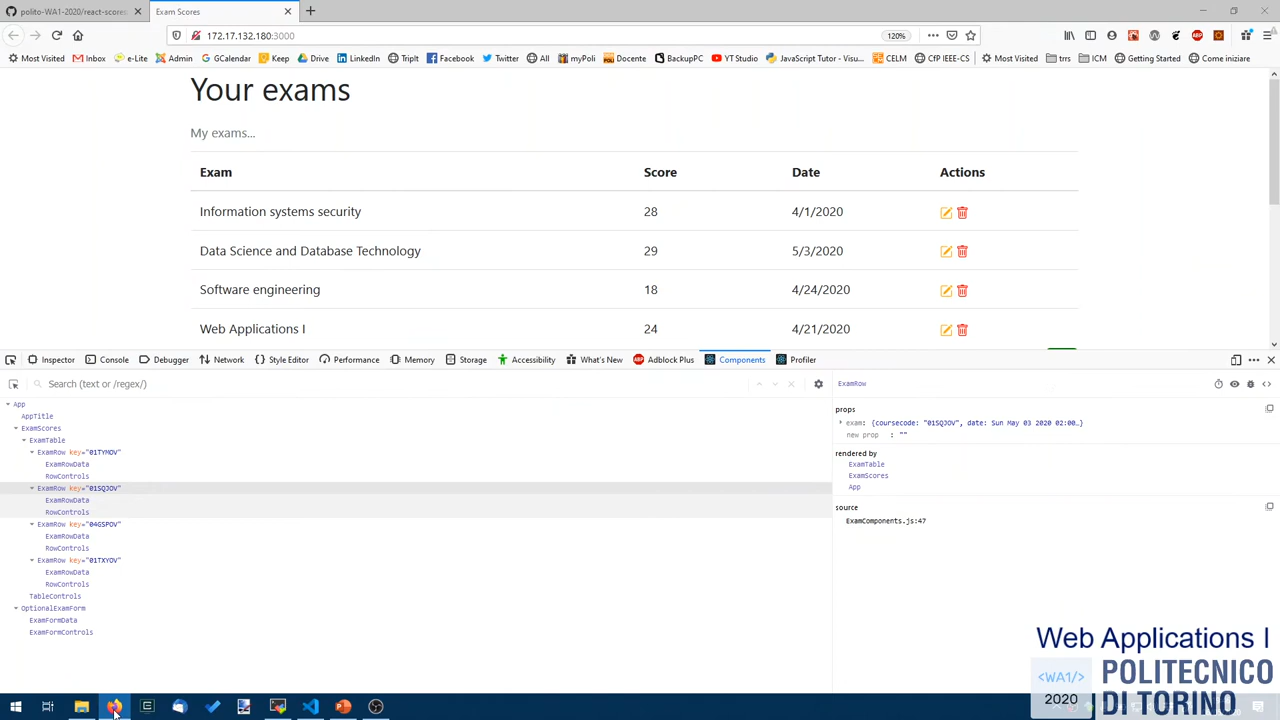 polito-WA1-2020/react-scores
Exam Scores
172.17.132.180:3000
120%
Most Visited Inbox e-Lite Admin GCalendar Keep Drive LinkedIn TripIt Facebook Twitter All myPoli Docente BackupPC YT Studio JavaScript Tutor - Visu... CELM CfP IEEE-CS Most Visited trrs ICM Getting Started Come iniziare
Your exams
My exams...
Exam Score Date Actions
Information systems security 28 4/1/2020
Data Science and Database Technology 29 5/3/2020
Software engineering 18 4/24/2020
Web Applications I 24 4/21/2020
Inspector Console Debugger Network Style Editor Performance Memory Storage Accessibility What's New Adblock Plus Components Profiler
Search (text or /regex/)
ExamRow
App
AppTitle
ExamScores
ExamTable
ExamRow key="01TYMOV"
ExamRowData
RowControls
ExamRow key="01SQJOV"
ExamRowData
RowControls
ExamRow key="04GSPOV"
ExamRowData
RowControls
ExamRow key="01TXYOV"
ExamRowData
RowControls
TableControls
OptionalExamForm
ExamFormData
ExamFormControls
props
exam: {coursecode: "01SQJOV", date: Sun May 03 2020 02:00…}
new prop : ""
rendered by
ExamTable
ExamScores
App
source
ExamComponents.js:47
Web Applications I
<WA1/>
2020
POLITECNICO
DI TORINO